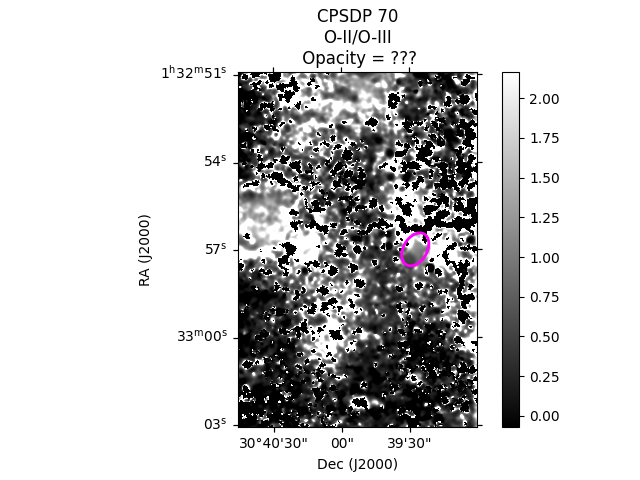 CPSDP 70
O-II/O-III
Opacity = ???
1h32m51s
54s
57s
33m00s
03s
RA (J2000)
30°40'30"
00"
39'30"
Dec (J2000)
2.00
1.75
1.50
1.25
1.00
0.75
0.50
0.25
0.00